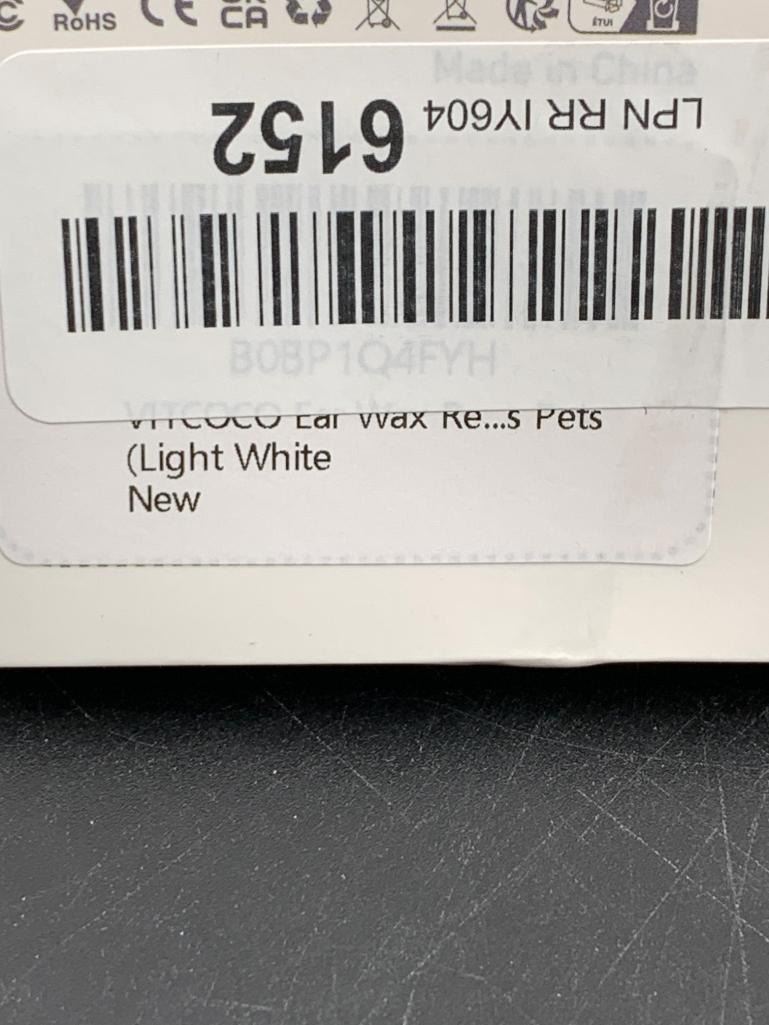 RoHS CE CA ÉTUI
Made in China
LPN RR IY604 6152
B0BP1Q4FYH
VITCOCO Ear Wax Re...s Pets
(Light White
New